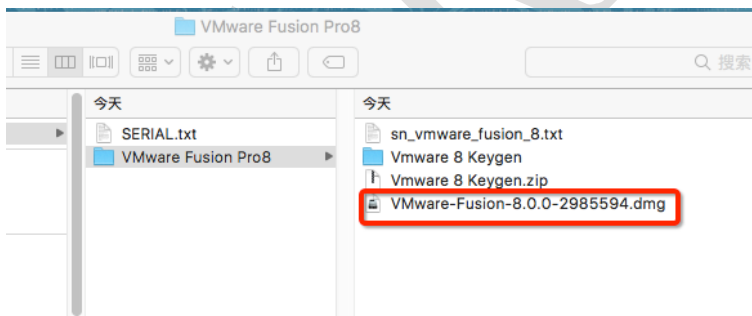 VMware Fusion Pro8
搜索
今天
SERIAL.txt
VMware Fusion Pro8
今天
sn_vmware_fusion_8.txt
Vmware 8 Keygen
Vmware 8 Keygen.zip
VMware-Fusion-8.0.0-2985594.dmg